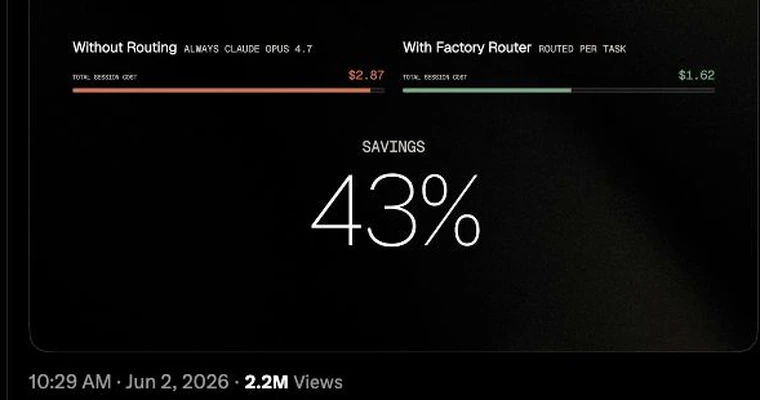 Without Routing ALWAYS CLAUDE OPUS 4.7
TOTAL SESSION COST $2.87
With Factory Router ROUTED PER TASK
TOTAL SESSION COST $1.62
SAVINGS
43%
10:29 AM · Jun 2, 2026 · 2.2M Views